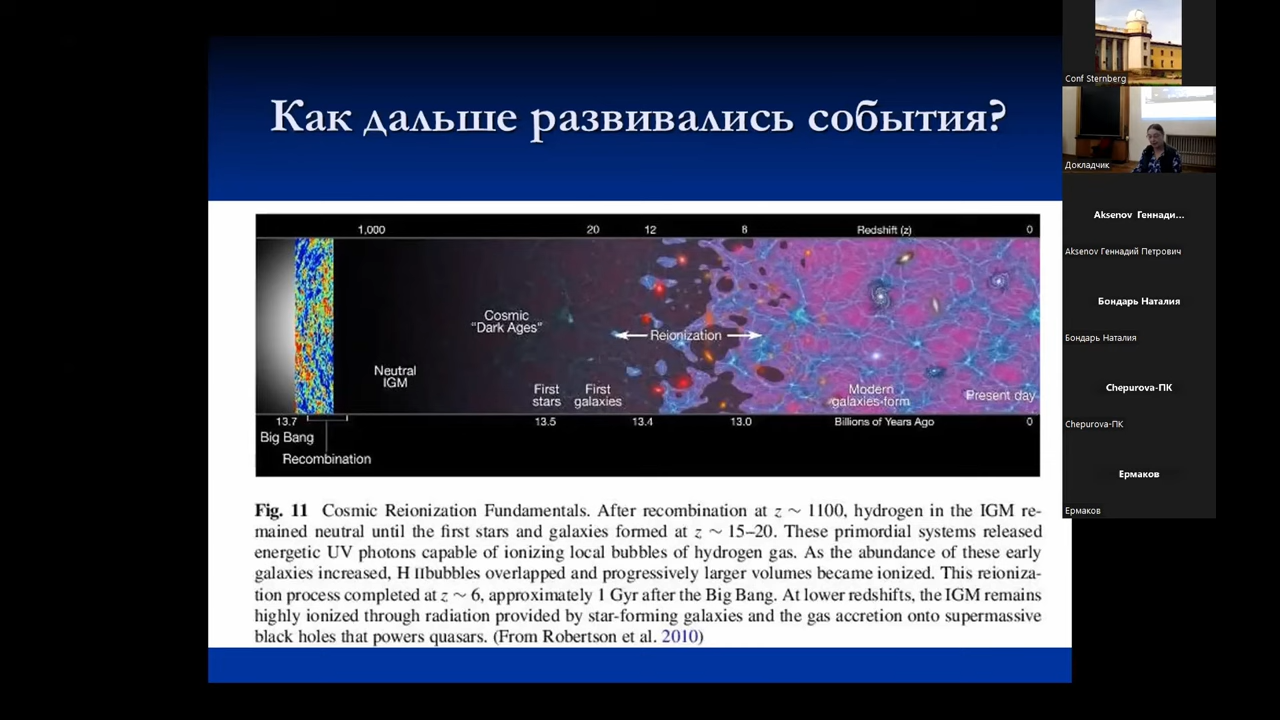 Как дальше развивались события?
1,000
20
12
8
Redshift (z)
0
Cosmic
"Dark Ages"
Reionization
Neutral
IGM
First
stars
First
galaxies
Modern
galaxies form
Present day
13.7
13.5
13.4
13.0
Billions of Years Ago
0
Big Bang
Recombination
Fig. 11 Cosmic Reionization Fundamentals. After recombination at z ~ 1100, hydrogen in the IGM re-
mained neutral until the first stars and galaxies formed at z ~ 15–20. These primordial systems released
energetic UV photons capable of ionizing local bubbles of hydrogen gas. As the abundance of these early
galaxies increased, H IIbubbles overlapped and progressively larger volumes became ionized. This reioniza-
tion process completed at z ~ 6, approximately 1 Gyr after the Big Bang. At lower redshifts, the IGM remains
highly ionized through radiation provided by star-forming galaxies and the gas accretion onto supermassive
black holes that powers quasars. (From Robertson et al. 2010)
Conf Sternberg
Докладчик
Aksenov Геннади...
Aksenov Геннадий Петрович
Бондарь Наталия
Бондарь Наталия
Chepurova-ПК
Chepurova-ПК
Ермаков
Ермаков